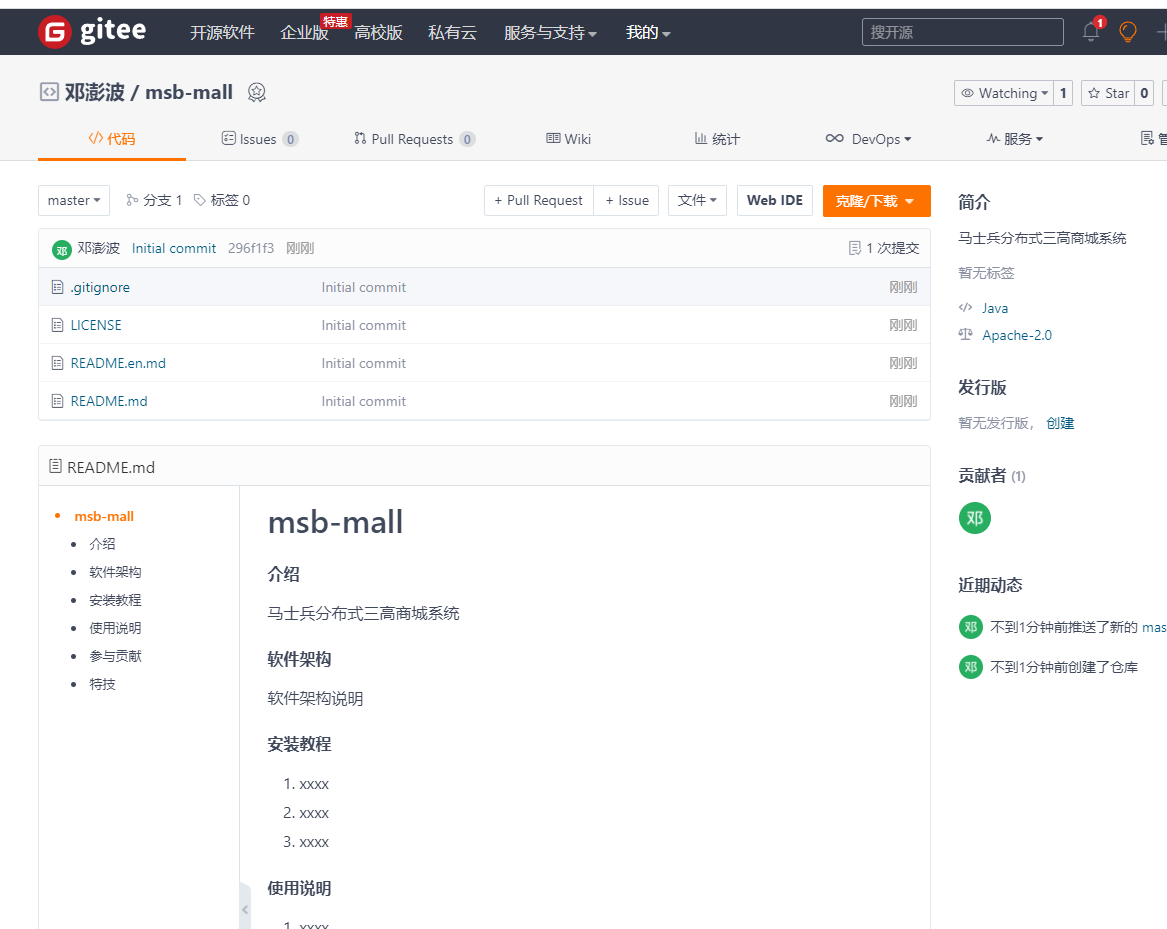 gitee 开源软件 企业版 特惠 高校版 私有云 服务与支持 我的 搜开源 1
邓澎波 / msb-mall Watching 1 Star 0
代码 Issues 0 Pull Requests 0 Wiki 统计 DevOps 服务
master 分支 1 标签 0 + Pull Request + Issue 文件 Web IDE 克隆/下载
邓 邓澎波 Initial commit 296f1f3 刚刚 1 次提交
.gitignore Initial commit 刚刚
LICENSE Initial commit 刚刚
README.en.md Initial commit 刚刚
README.md Initial commit 刚刚
README.md
msb-mall
介绍
软件架构
安装教程
使用说明
参与贡献
特技
msb-mall
介绍
马士兵分布式三高商城系统
软件架构
软件架构说明
安装教程
1. xxxx
2. xxxx
3. xxxx
使用说明
1. xxxx
简介
马士兵分布式三高商城系统
暂无标签
Java
Apache-2.0
发行版
暂无发行版， 创建
贡献者 (1)
邓
近期动态
邓 不到1分钟前推送了新的 mas
邓 不到1分钟前创建了仓库